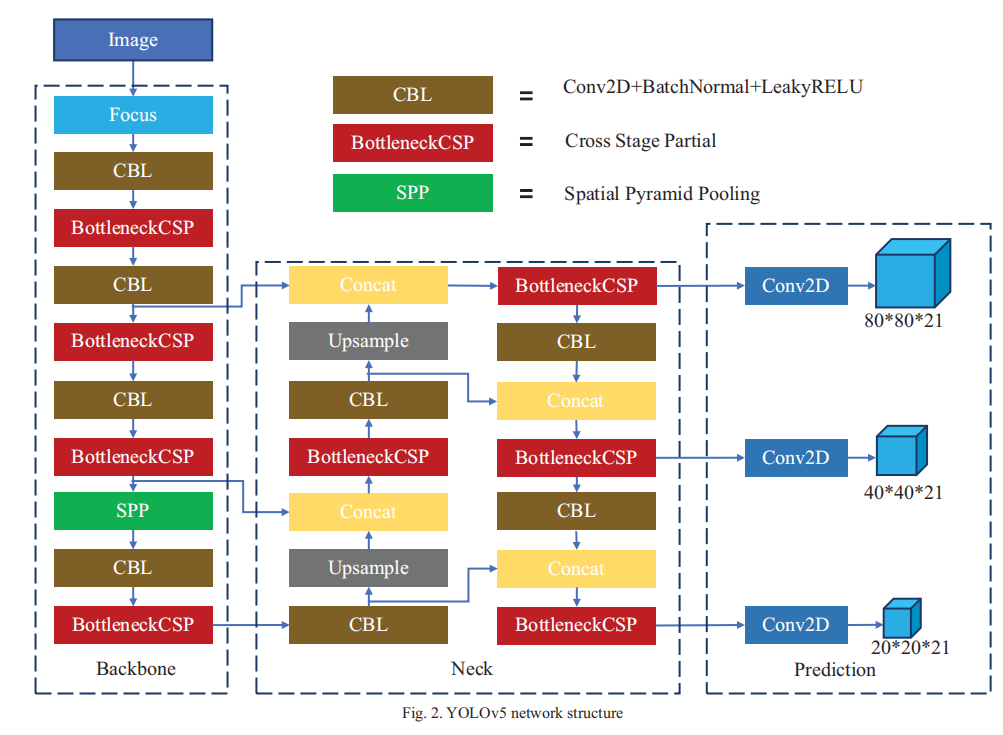 Image
Focus
CBL
BottleneckCSP
CBL
BottleneckCSP
CBL
BottleneckCSP
SPP
CBL
BottleneckCSP
Backbone
CBL = Conv2D+BatchNormal+LeakyRELU
BottleneckCSP = Cross Stage Partial
SPP = Spatial Pyramid Pooling
Concat
Upsample
CBL
BottleneckCSP
Concat
Upsample
CBL
BottleneckCSP
CBL
Concat
BottleneckCSP
CBL
Concat
BottleneckCSP
Neck
Conv2D
80*80*21
Conv2D
40*40*21
Conv2D
20*20*21
Prediction
Fig. 2. YOLOv5 network structure